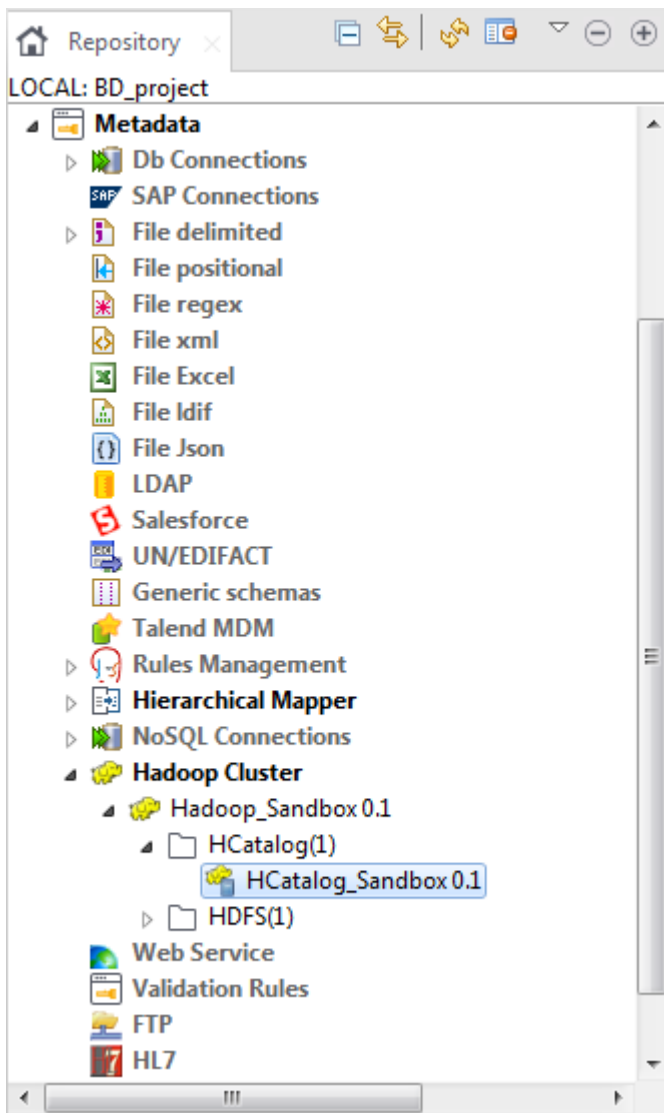 Repository
LOCAL: BD_project
Metadata
Db Connections
SAP SAP Connections
File delimited
File positional
File regex
File xml
File Excel
File ldif
File Json
LDAP
Salesforce
UN/EDIFACT
Generic schemas
Talend MDM
Rules Management
Hierarchical Mapper
NoSQL Connections
Hadoop Cluster
Hadoop_Sandbox 0.1
HCatalog(1)
HCatalog_Sandbox 0.1
HDFS(1)
Web Service
Validation Rules
FTP
HL7